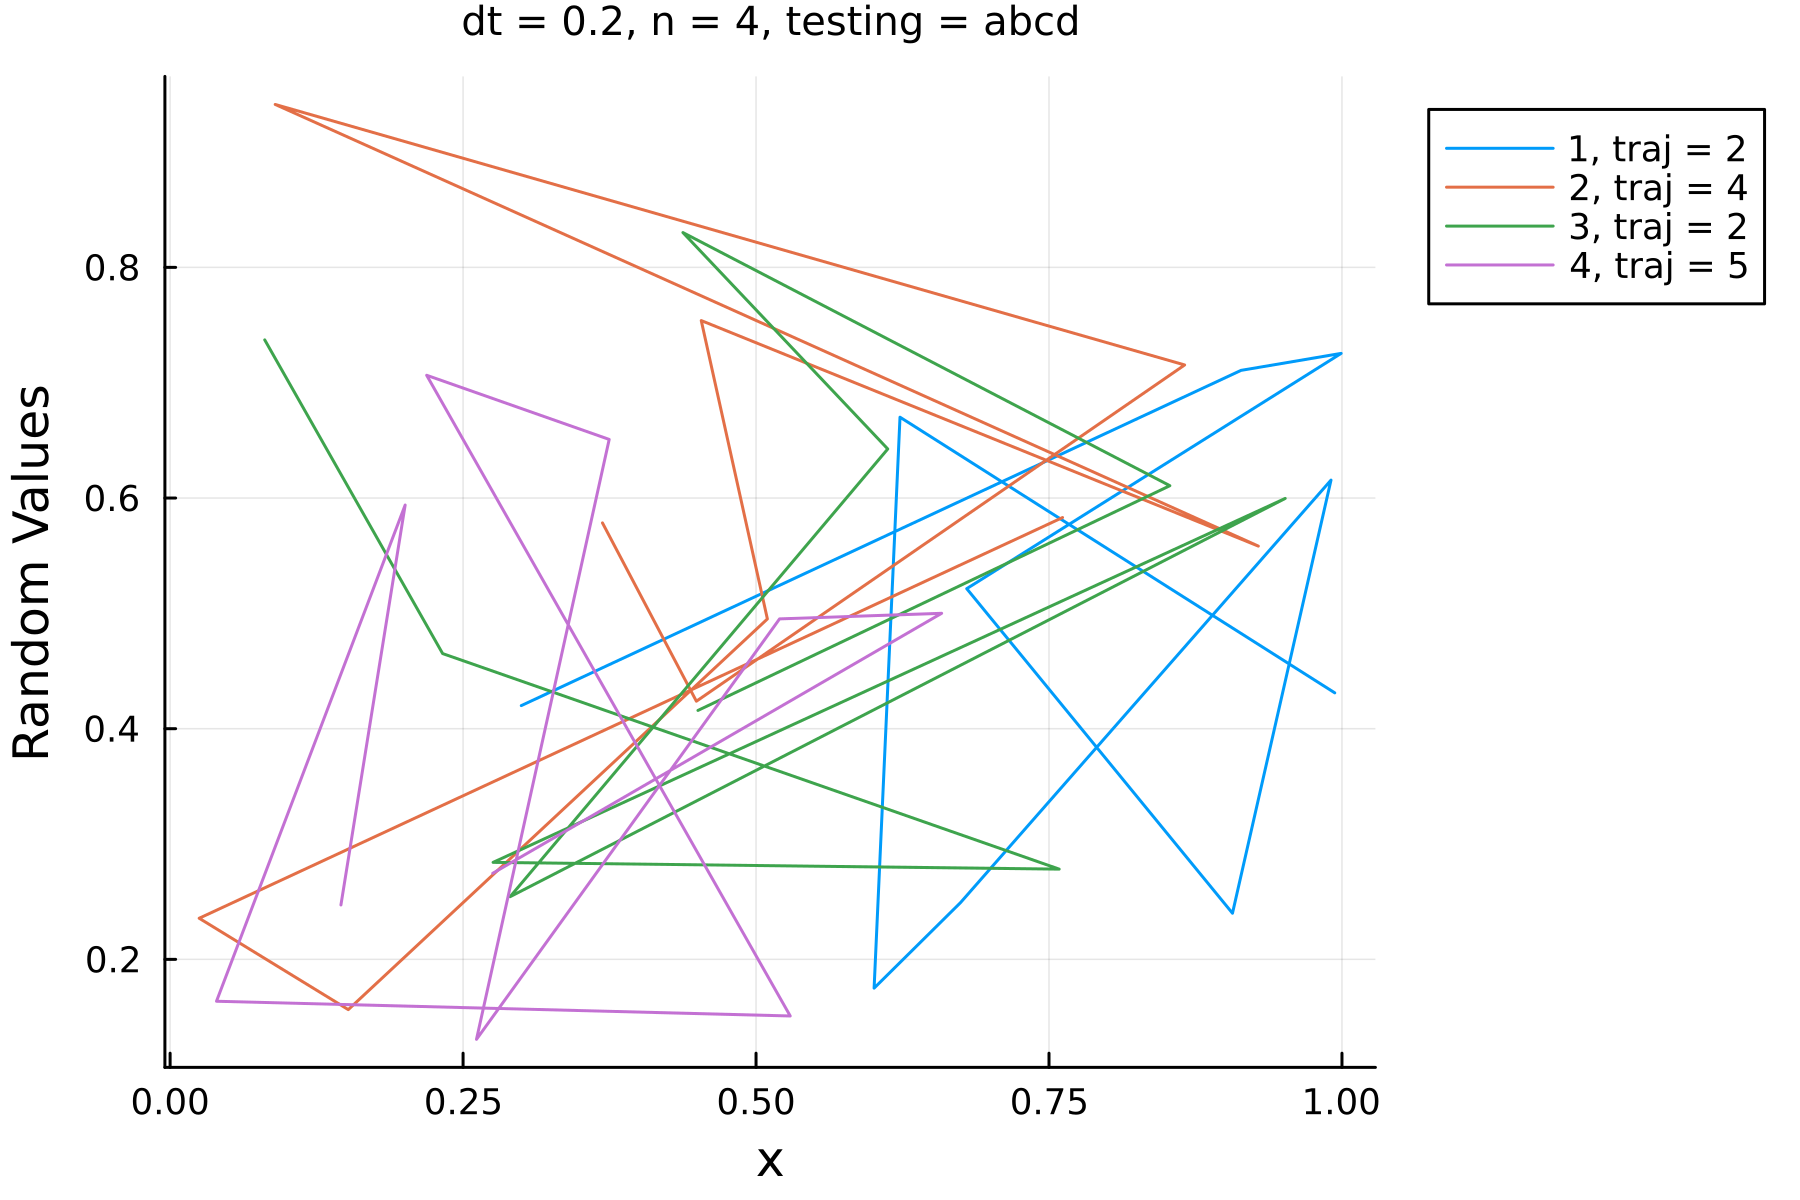 dt = 0.2, n = 4, testing = abcd
1, traj = 2
2, traj = 4
3, traj = 2
4, traj = 5
Random Values
0.8
0.6
0.4
0.2
0.00 0.25 0.50 0.75 1.00
x